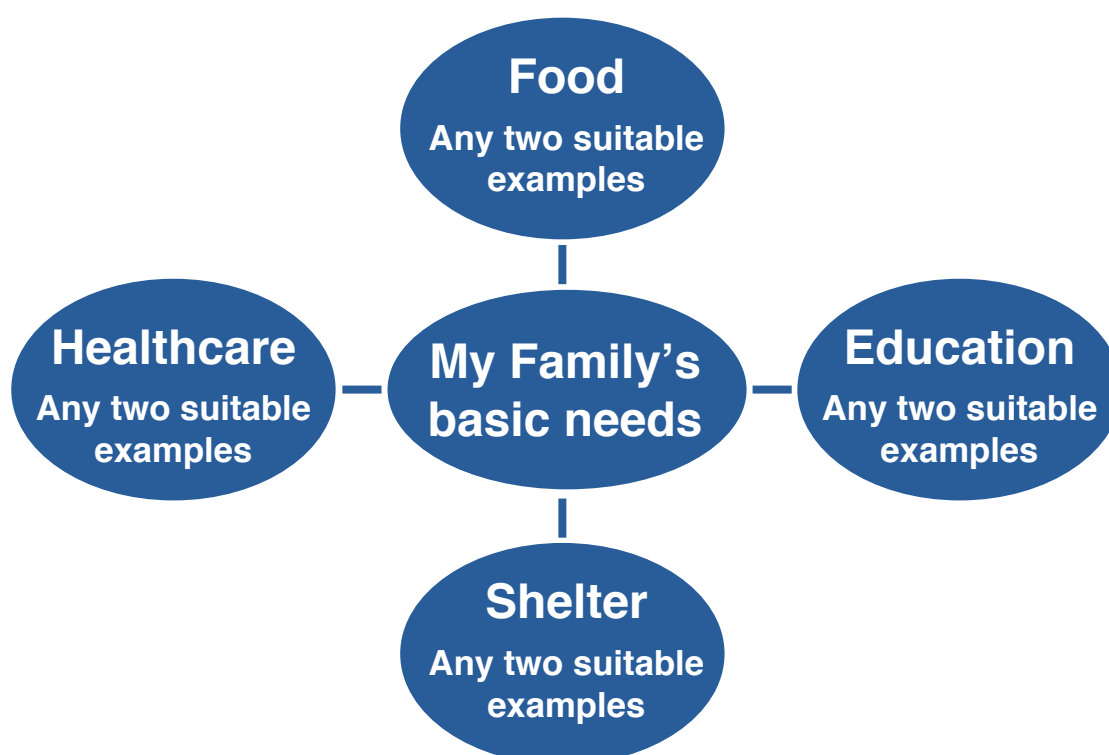 Food
Any two suitable
examples
Healthcare
Any two suitable
examples
My Family’s
basic needs
Education
Any two suitable
examples
Shelter
Any two suitable
examples